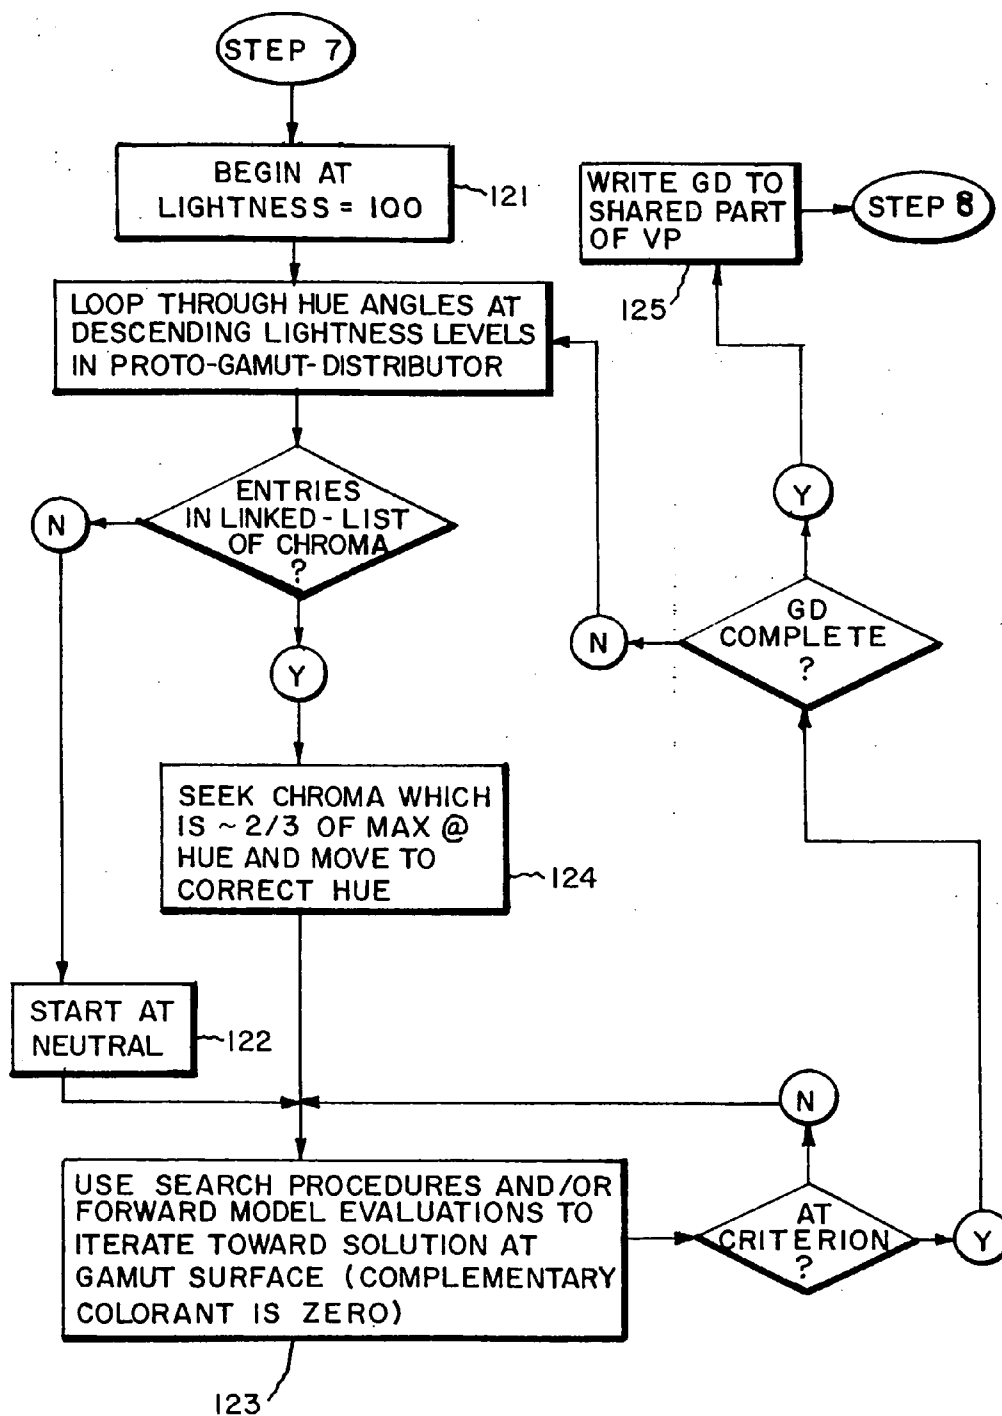 STEP 7
BEGIN AT
LIGHTNESS = 100
121
LOOP THROUGH HUE ANGLES AT
DESCENDING LIGHTNESS LEVELS
IN PROTO-GAMUT-DISTRIBUTOR
ENTRIES
IN LINKED-LIST
OF CHROMA
?
N
Y
SEEK CHROMA WHICH
IS ~ 2/3 OF MAX @
HUE AND MOVE TO
CORRECT HUE
124
START AT
NEUTRAL
122
USE SEARCH PROCEDURES AND/OR
FORWARD MODEL EVALUATIONS TO
ITERATE TOWARD SOLUTION AT
GAMUT SURFACE (COMPLEMENTARY
COLORANT IS ZERO)
123
AT
CRITERION
?
N
Y
GD
COMPLETE
?
N
Y
WRITE GD TO
SHARED PART
OF VP
125
STEP 8